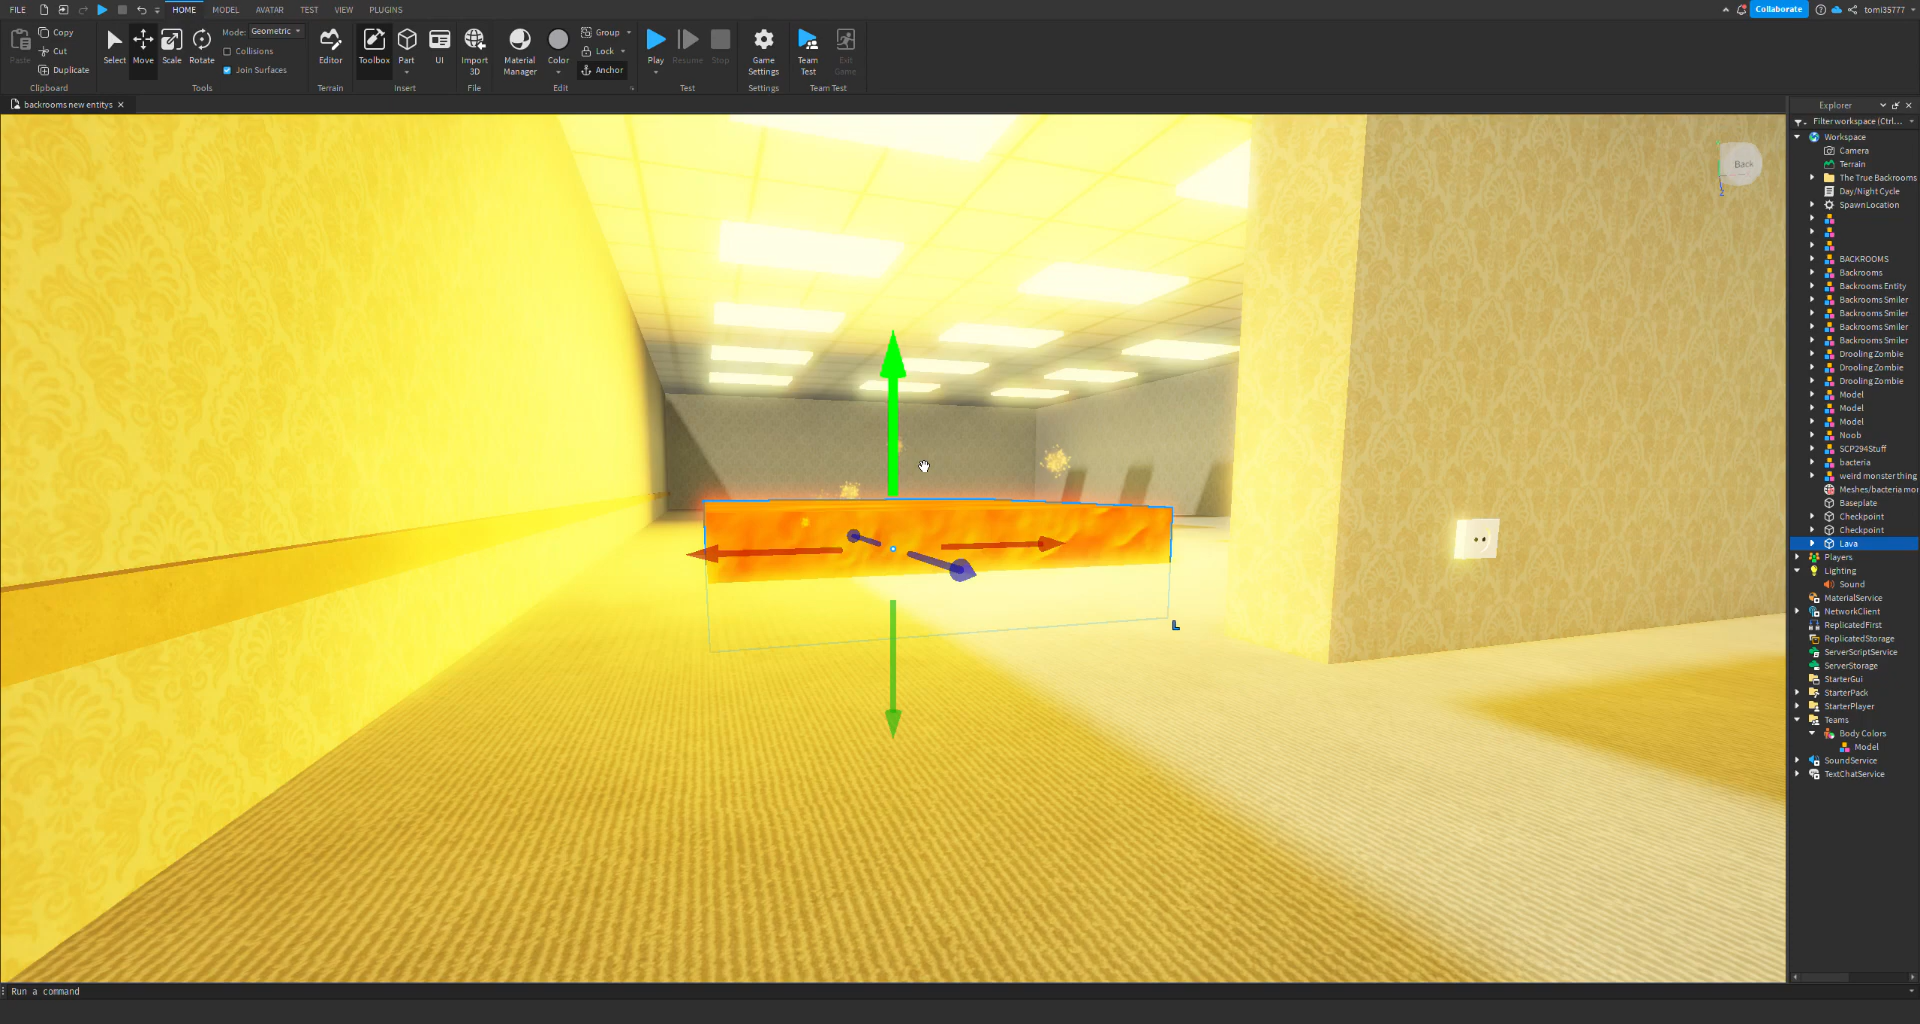 FILE HOME MODEL AVATAR TEST VIEW PLUGINS Collaborate tomi35777
Paste Copy Cut Duplicate Clipboard
Select Move Scale Rotate Mode: Geometric Collisions Join Surfaces Tools
Editor Terrain
Toolbox Part UI Insert
Import 3D File
Material Manager Color Group Lock Anchor Edit
Play Resume Stop Test
Game Settings Settings
Team Test Exit Game Team Test
backrooms new entitys
Back
Explorer
Filter workspace (Ctrl...
Workspace
Camera
Terrain
The True Backrooms
Day/Night Cycle
SpawnLocation
BACKROOMS
Backrooms
Backrooms Entity
Backrooms Smiler
Backrooms Smiler
Backrooms Smiler
Backrooms Smiler
Drooling Zombie
Drooling Zombie
Drooling Zombie
Model
Model
Model
Noob
SCP294Stuff
bacteria
weird monster thing
Meshes/bacteria mo
Baseplate
Checkpoint
Checkpoint
Lava
Players
Lighting
Sound
MaterialService
NetworkClient
ReplicatedFirst
ReplicatedStorage
ServerScriptService
ServerStorage
StarterGui
StarterPack
StarterPlayer
Teams
Body Colors
Model
SoundService
TextChatService
L
Run a command